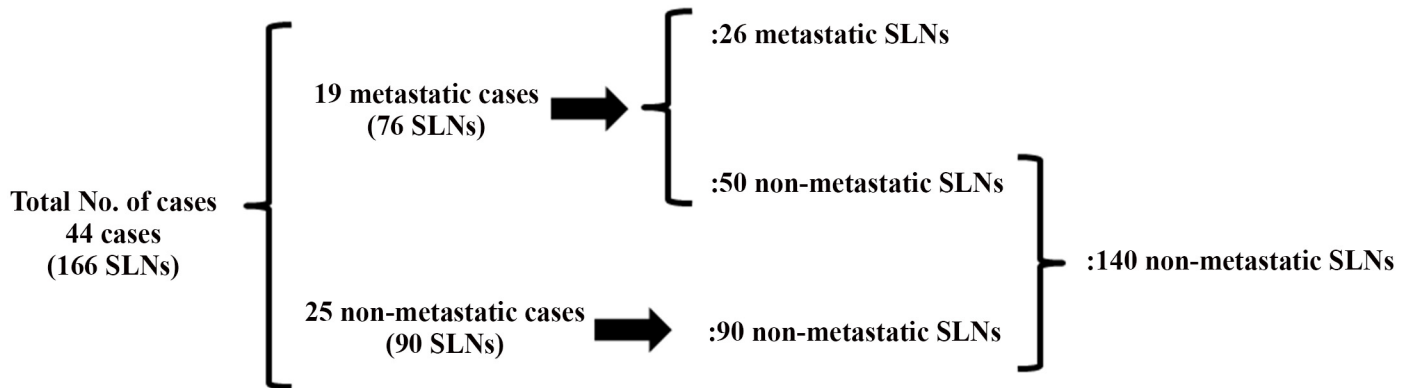 Total No. of cases
44 cases
(166 SLNs)
19 metastatic cases
(76 SLNs)
:26 metastatic SLNs
:50 non-metastatic SLNs
25 non-metastatic cases
(90 SLNs)
:90 non-metastatic SLNs
:140 non-metastatic SLNs